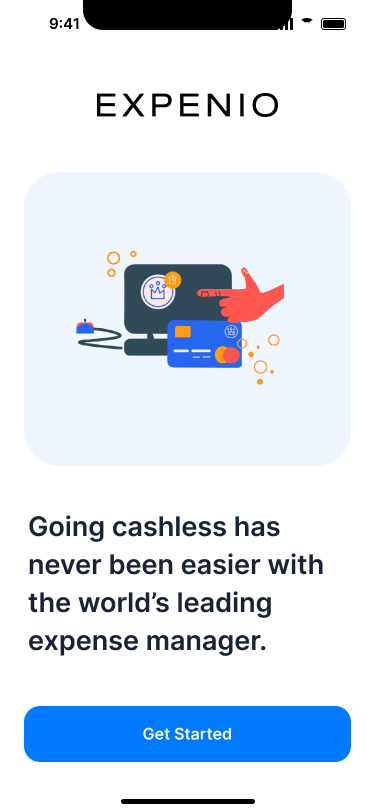 9:41
EXPENIO
Going cashless has
never been easier with
the world’s leading
expense manager.
Get Started